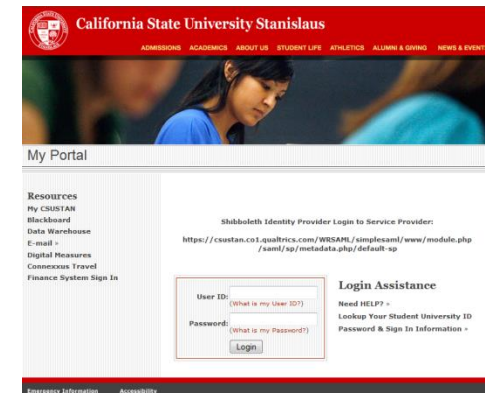 California State University Stanislaus
ADMISSIONS ACADEMICS ABOUT US STUDENT LIFE ATHLETICS ALUMNI & GIVING NEWS & EVENT
My Portal
Resources
My CSUSTAN
Blackboard
Data Warehouse
E-mail »
Digital Measures
Connexxus Travel
Finance System Sign In
Shibboleth Identity Provider Login to Service Provider:
https://csustan.co1.qualtrics.com/WRSAML/simplesaml/www/module.php
/saml/sp/metadata.php/default-sp
User ID:
(What is my User ID?)
Password:
(What is my Password?)
Login
Login Assistance
Need HELP? »
Lookup Your Student University ID
Password & Sign In Information »
Emergency Information Accessibility